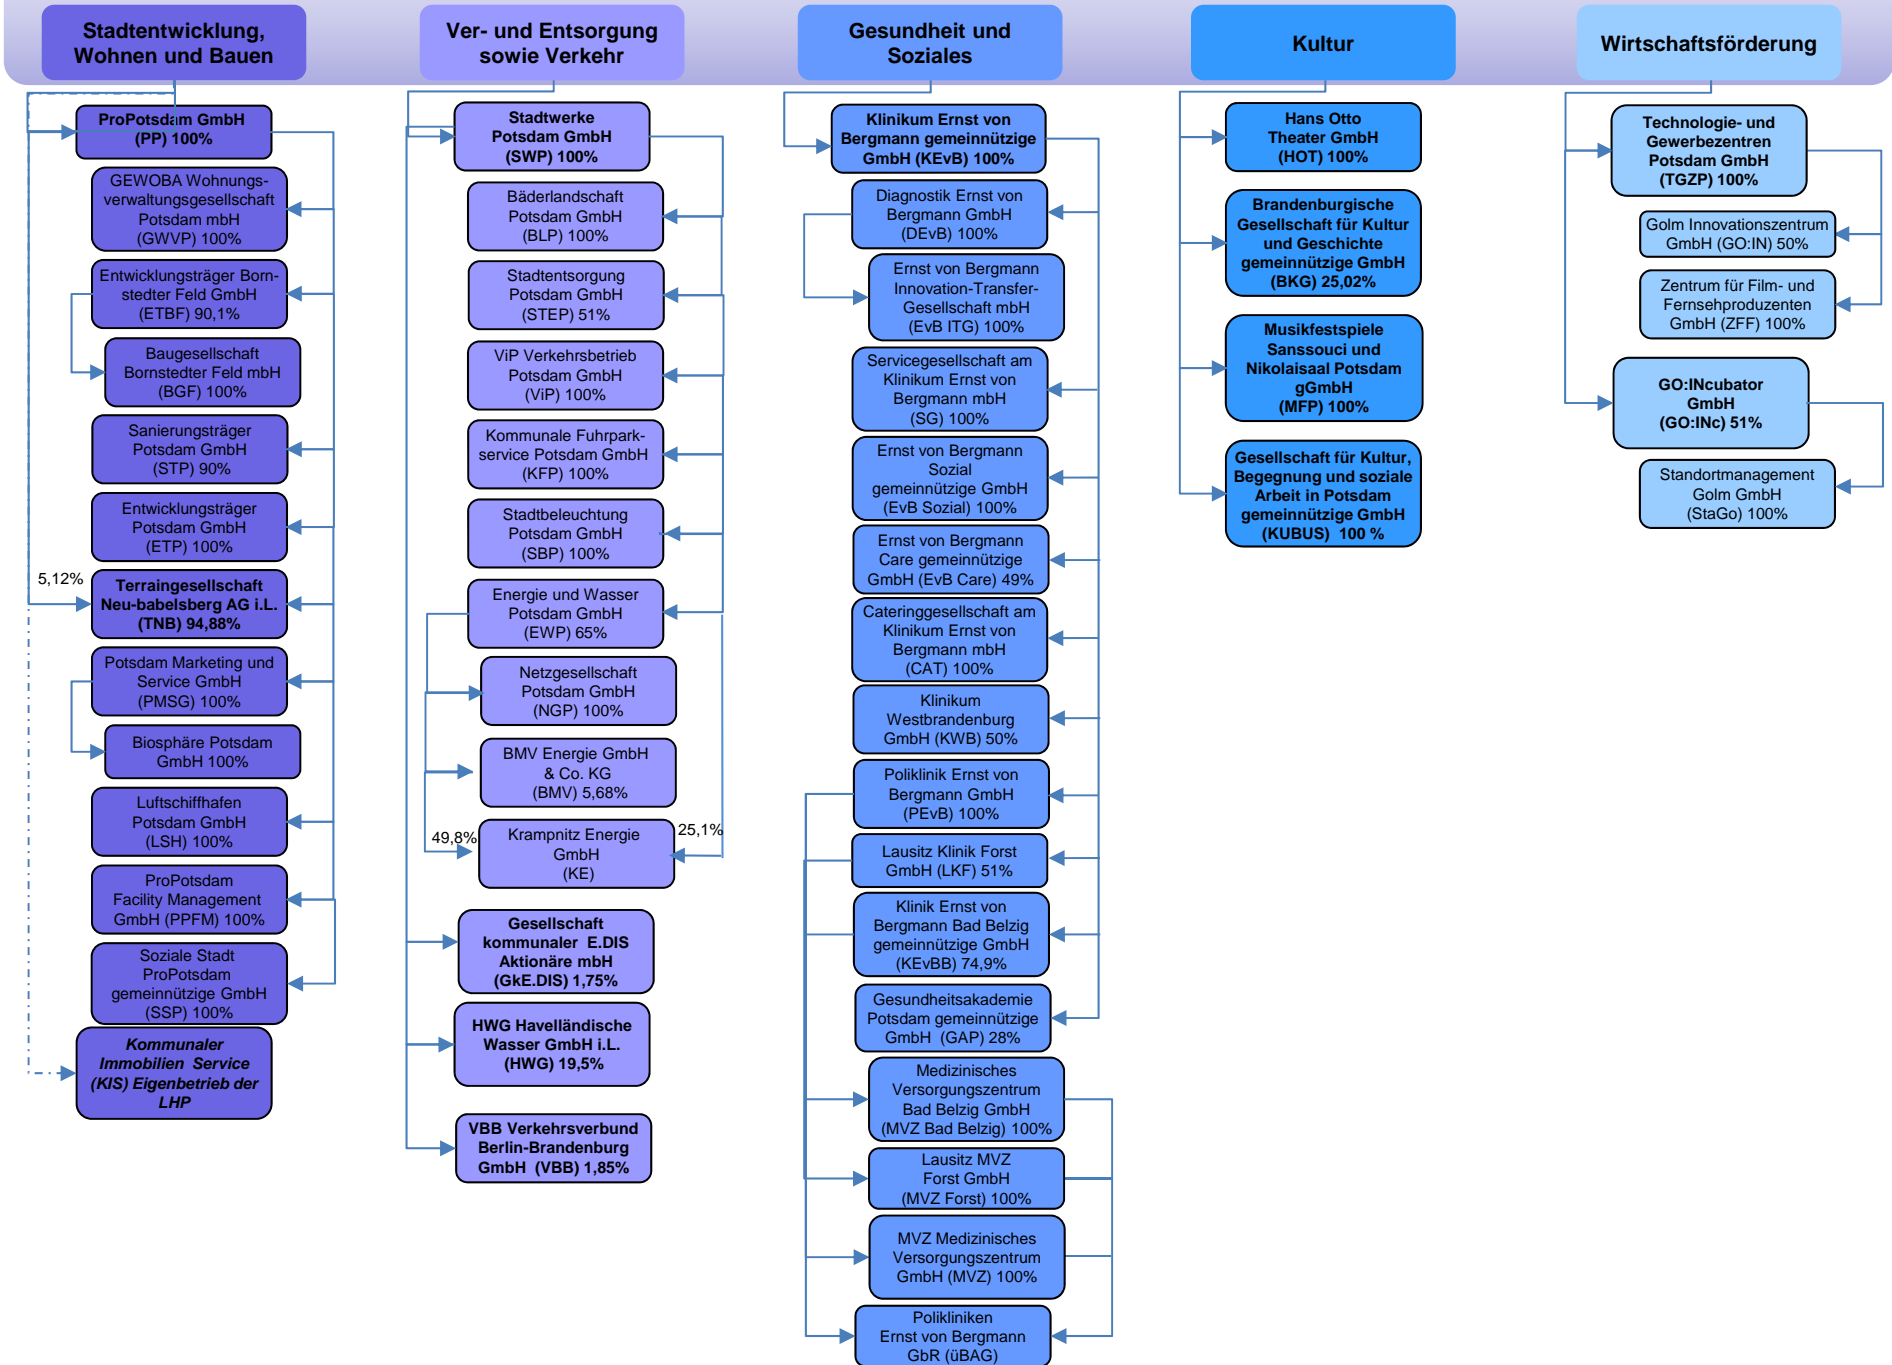 Stadtentwicklung,
Wohnen und Bauen
ProPotsdam GmbH
(PP) 100%
GEWOBA Wohnungs-
verwaltungsgesellschaft
Potsdam mbH
(GWVP) 100%
Entwicklungsträger Born-
stedter Feld GmbH
(ETBF) 90,1%
Baugesellschaft
Bornstedter Feld mbH
(BGF) 100%
Sanierungsträger
Potsdam GmbH
(STP) 90%
Entwicklungsträger
Potsdam GmbH
(ETP) 100%
5,12%
Terraingesellschaft
Neu-babelsberg AG i.L.
(TNB) 94,88%
Potsdam Marketing und
Service GmbH
(PMSG) 100%
Biosphäre Potsdam
GmbH 100%
Luftschiffhafen
Potsdam GmbH
(LSH) 100%
ProPotsdam
Facility Management
GmbH (PPFM) 100%
Soziale Stadt
ProPotsdam
gemeinnützige GmbH
(SSP) 100%
Kommunaler
Immobilien Service
(KIS) Eigenbetrieb der
LHP
Ver- und Entsorgung
sowie Verkehr
Stadtwerke
Potsdam GmbH
(SWP) 100%
Bäderlandschaft
Potsdam GmbH
(BLP) 100%
Stadtentsorgung
Potsdam GmbH
(STEP) 51%
ViP Verkehrsbetrieb
Potsdam GmbH
(ViP) 100%
Kommunale Fuhrpark-
service Potsdam GmbH
(KFP) 100%
Stadtbeleuchtung
Potsdam GmbH
(SBP) 100%
Energie und Wasser
Potsdam GmbH
(EWP) 65%
Netzgesellschaft
Potsdam GmbH
(NGP) 100%
BMV Energie GmbH
& Co. KG
(BMV) 5,68%
49,8%
Krampnitz Energie
GmbH
(KE)
25,1%
Gesellschaft
kommunaler E.DIS
Aktionäre mbH
(GkE.DIS) 1,75%
HWG Havelländische
Wasser GmbH i.L.
(HWG) 19,5%
VBB Verkehrsverbund
Berlin-Brandenburg
GmbH (VBB) 1,85%
Gesundheit und
Soziales
Klinikum Ernst von
Bergmann gemeinnützige
GmbH (KEvB) 100%
Diagnostik Ernst von
Bergmann GmbH
(DEvB) 100%
Ernst von Bergmann
Innovation-Transfer-
Gesellschaft mbH
(EvB ITG) 100%
Servicegesellschaft am
Klinikum Ernst von
Bergmann mbH
(SG) 100%
Ernst von Bergmann
Sozial
gemeinnützige GmbH
(EvB Sozial) 100%
Ernst von Bergmann
Care gemeinnützige
GmbH (EvB Care) 49%
Cateringgesellschaft am
Klinikum Ernst von
Bergmann mbH
(CAT) 100%
Klinikum
Westbrandenburg
GmbH (KWB) 50%
Poliklinik Ernst von
Bergmann GmbH
(PEvB) 100%
Lausitz Klinik Forst
GmbH (LKF) 51%
Klinik Ernst von
Bergmann Bad Belzig
gemeinnützige GmbH
(KEvBB) 74,9%
Gesundheitsakademie
Potsdam gemeinnützige
GmbH (GAP) 28%
Medizinisches
Versorgungszentrum
Bad Belzig GmbH
(MVZ Bad Belzig) 100%
Lausitz MVZ
Forst GmbH
(MVZ Forst) 100%
MVZ Medizinisches
Versorgungszentrum
GmbH (MVZ) 100%
Polikliniken
Ernst von Bergmann
GbR (üBAG)
Kultur
Hans Otto
Theater GmbH
(HOT) 100%
Brandenburgische
Gesellschaft für Kultur
und Geschichte
gemeinnützige GmbH
(BKG) 25,02%
Musikfestspiele
Sanssouci und
Nikolaisaal Potsdam
gGmbH
(MFP) 100%
Gesellschaft für Kultur,
Begegnung und soziale
Arbeit in Potsdam
gemeinnützige GmbH
(KUBUS) 100 %
Wirtschaftsförderung
Technologie- und
Gewerbezentren
Potsdam GmbH
(TGZP) 100%
Golm Innovationszentrum
GmbH (GO:IN) 50%
Zentrum für Film- und
Fernsehproduzenten
GmbH (ZFF) 100%
GO:INcubator
GmbH
(GO:INc) 51%
Standortmanagement
Golm GmbH
(StaGo) 100%